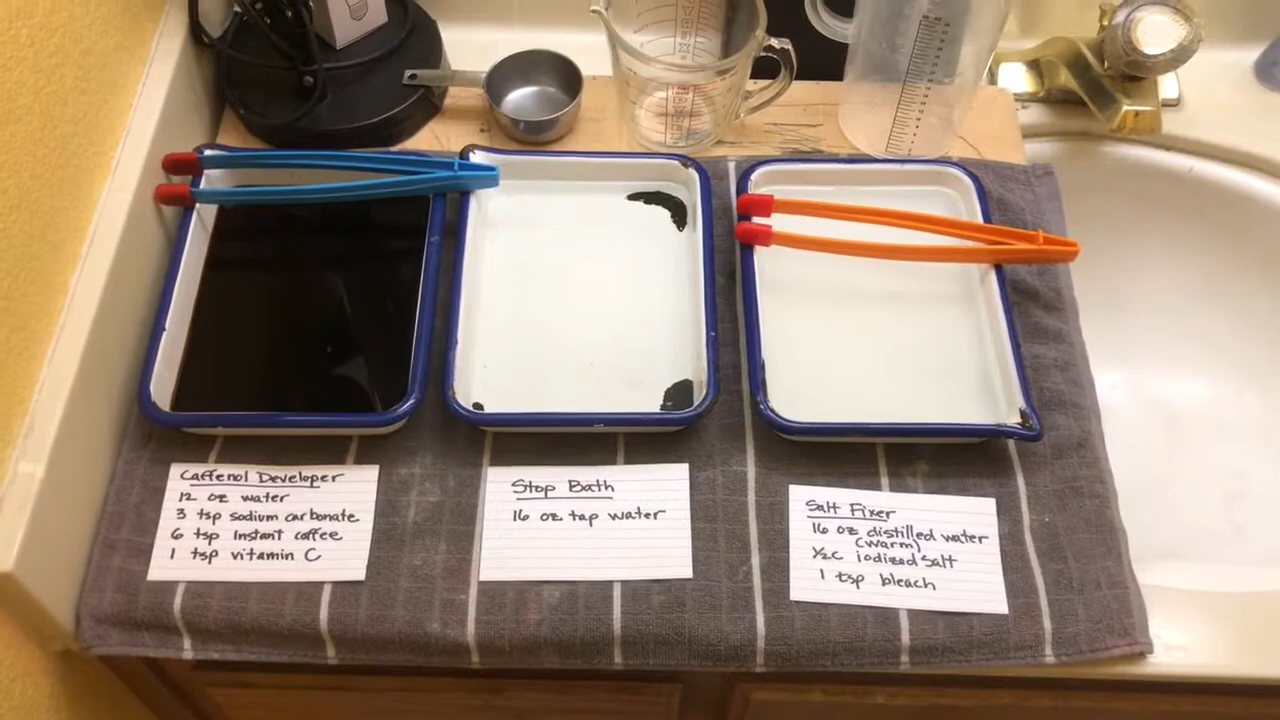 Caffenol Developer
12 oz water
3 tsp sodium carbonate
6 tsp Instant coffee
1 tsp vitamin C
Stop Bath
16 oz tap water
Salt Fixer
16 oz distilled water
(warm)
½c iodized salt
1 tsp bleach